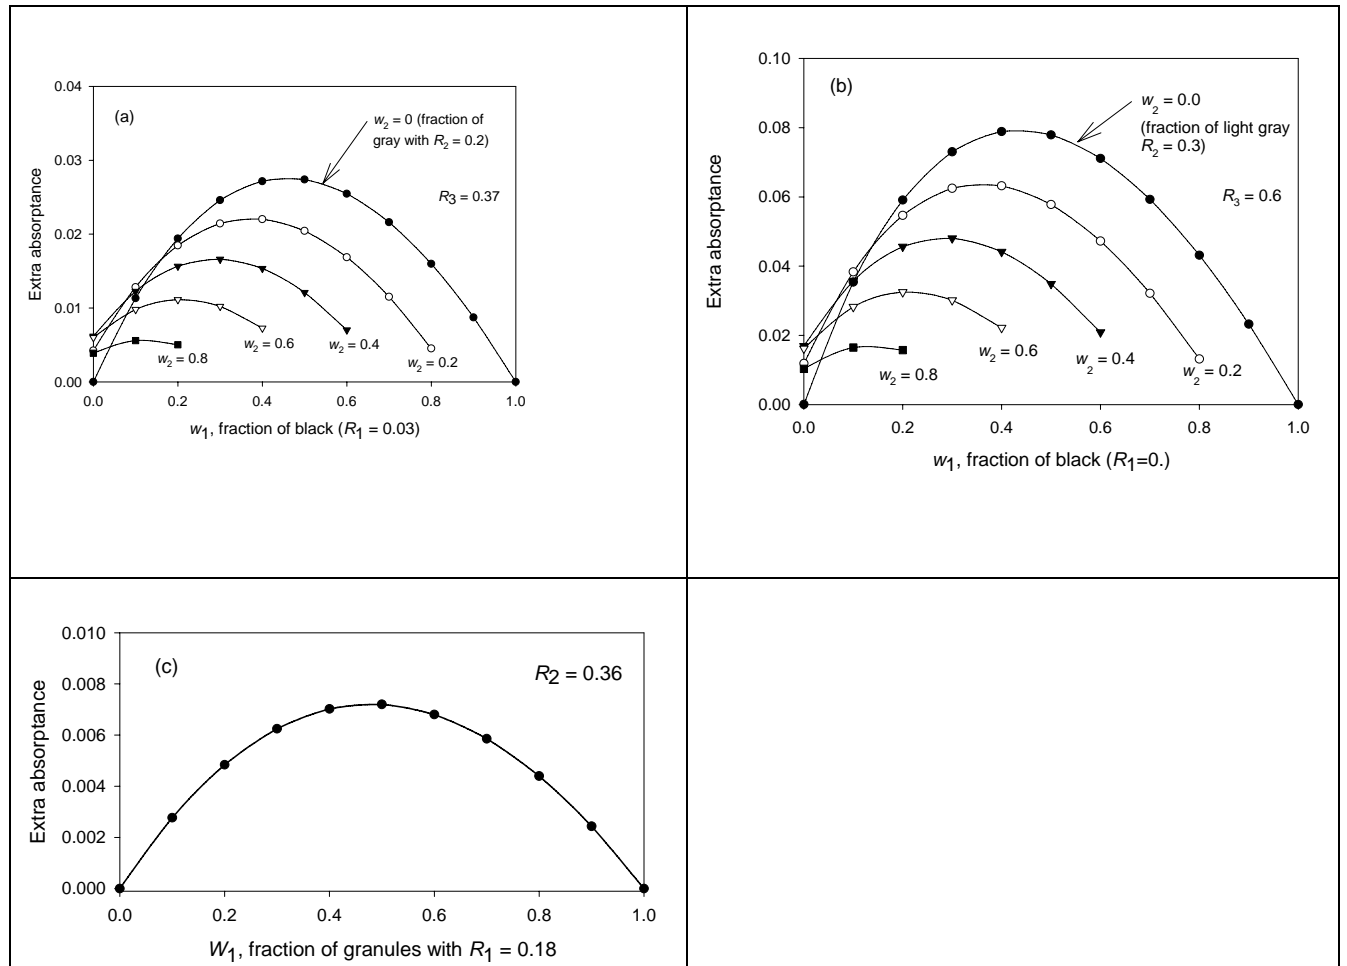 (a)
w2 = 0 (fraction of
gray with R2 = 0.2)
R3 = 0.37
Extra absorptance
0.04
0.03
0.02
0.01
0.00
w2 = 0.8
w2 = 0.6
w2 = 0.4
w2 = 0.2
0.0 0.2 0.4 0.6 0.8 1.0
w1, fraction of black (R1 = 0.03)
(b)
w2 = 0.0
(fraction of light gray
R2 = 0.3)
R3 = 0.6
Extra absorptance
0.10
0.08
0.06
0.04
0.02
0.00
w2 = 0.8
w2 = 0.6
w2 = 0.4
w2 = 0.2
0.0 0.2 0.4 0.6 0.8 1.0
w1, fraction of black (R1=0.)
(c)
R2 = 0.36
Extra absorptance
0.010
0.008
0.006
0.004
0.002
0.000
0.0 0.2 0.4 0.6 0.8 1.0
W1, fraction of granules with R1 = 0.18